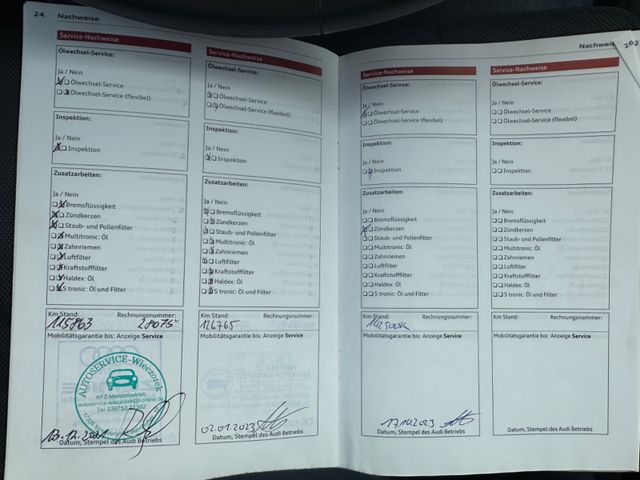 24 Nachweise
Service-Nachweise
Ölwechsel-Service:
Ja / Nein
Ölwechsel-Service
Ölwechsel-Service (flexibel)
Inspektion:
Ja / Nein
Inspektion
Zusatzarbeiten:
Ja / Nein
Bremsflüssigkeit
Zündkerzen
Staub- und Pollenfilter
Multitronic: Öl
Zahnriemen
Luftfilter
Kraftstofffilter
Haldex: Öl
S tronic: Öl und Filter
Km Stand: Rechnungsnummer:
115863 28075
Mobilitätsgarantie bis: Anzeige Service
AUTOSERVICE-Wieczorek
KFZ-Meisterbetrieb
13.12.2021
Datum, Stempel des Audi Betriebs
Service-Nachweise
Ölwechsel-Service:
Ja / Nein
Ölwechsel-Service
Ölwechsel-Service (flexibel)
Inspektion:
Ja / Nein
Inspektion
Zusatzarbeiten:
Ja / Nein
Bremsflüssigkeit
Zündkerzen
Staub- und Pollenfilter
Multitronic: Öl
Zahnriemen
Luftfilter
Kraftstofffilter
Haldex: Öl
S tronic: Öl und Filter
Km Stand: Rechnungsnummer:
126765
Mobilitätsgarantie bis: Anzeige Service
02.01.2023
Datum, Stempel des Audi Betriebs
Service-Nachweise
Ölwechsel-Service:
Ja / Nein
Ölwechsel-Service
Ölwechsel-Service (flexibel)
Inspektion:
Ja / Nein
Inspektion
Zusatzarbeiten:
Ja / Nein
Bremsflüssigkeit
Zündkerzen
Staub- und Pollenfilter
Multitronic: Öl
Zahnriemen
Luftfilter
Kraftstofffilter
Haldex: Öl
S tronic: Öl und Filter
Km Stand: Rechnungsnummer:
Mobilitätsgarantie bis: Anzeige Service
17.10.2023
Datum, Stempel des Audi Betriebs
Service-Nachweise
Ölwechsel-Service:
Ja / Nein
Ölwechsel-Service
Ölwechsel-Service (flexibel)
Inspektion:
Ja / Nein
Inspektion
Zusatzarbeiten:
Ja / Nein
Bremsflüssigkeit
Zündkerzen
Staub- und Pollenfilter
Multitronic: Öl
Zahnriemen
Luftfilter
Kraftstofffilter
Haldex: Öl
S tronic: Öl und Filter
Km Stand: Rechnungsnummer:
Mobilitätsgarantie bis: Anzeige Service
Datum, Stempel des Audi Betriebs